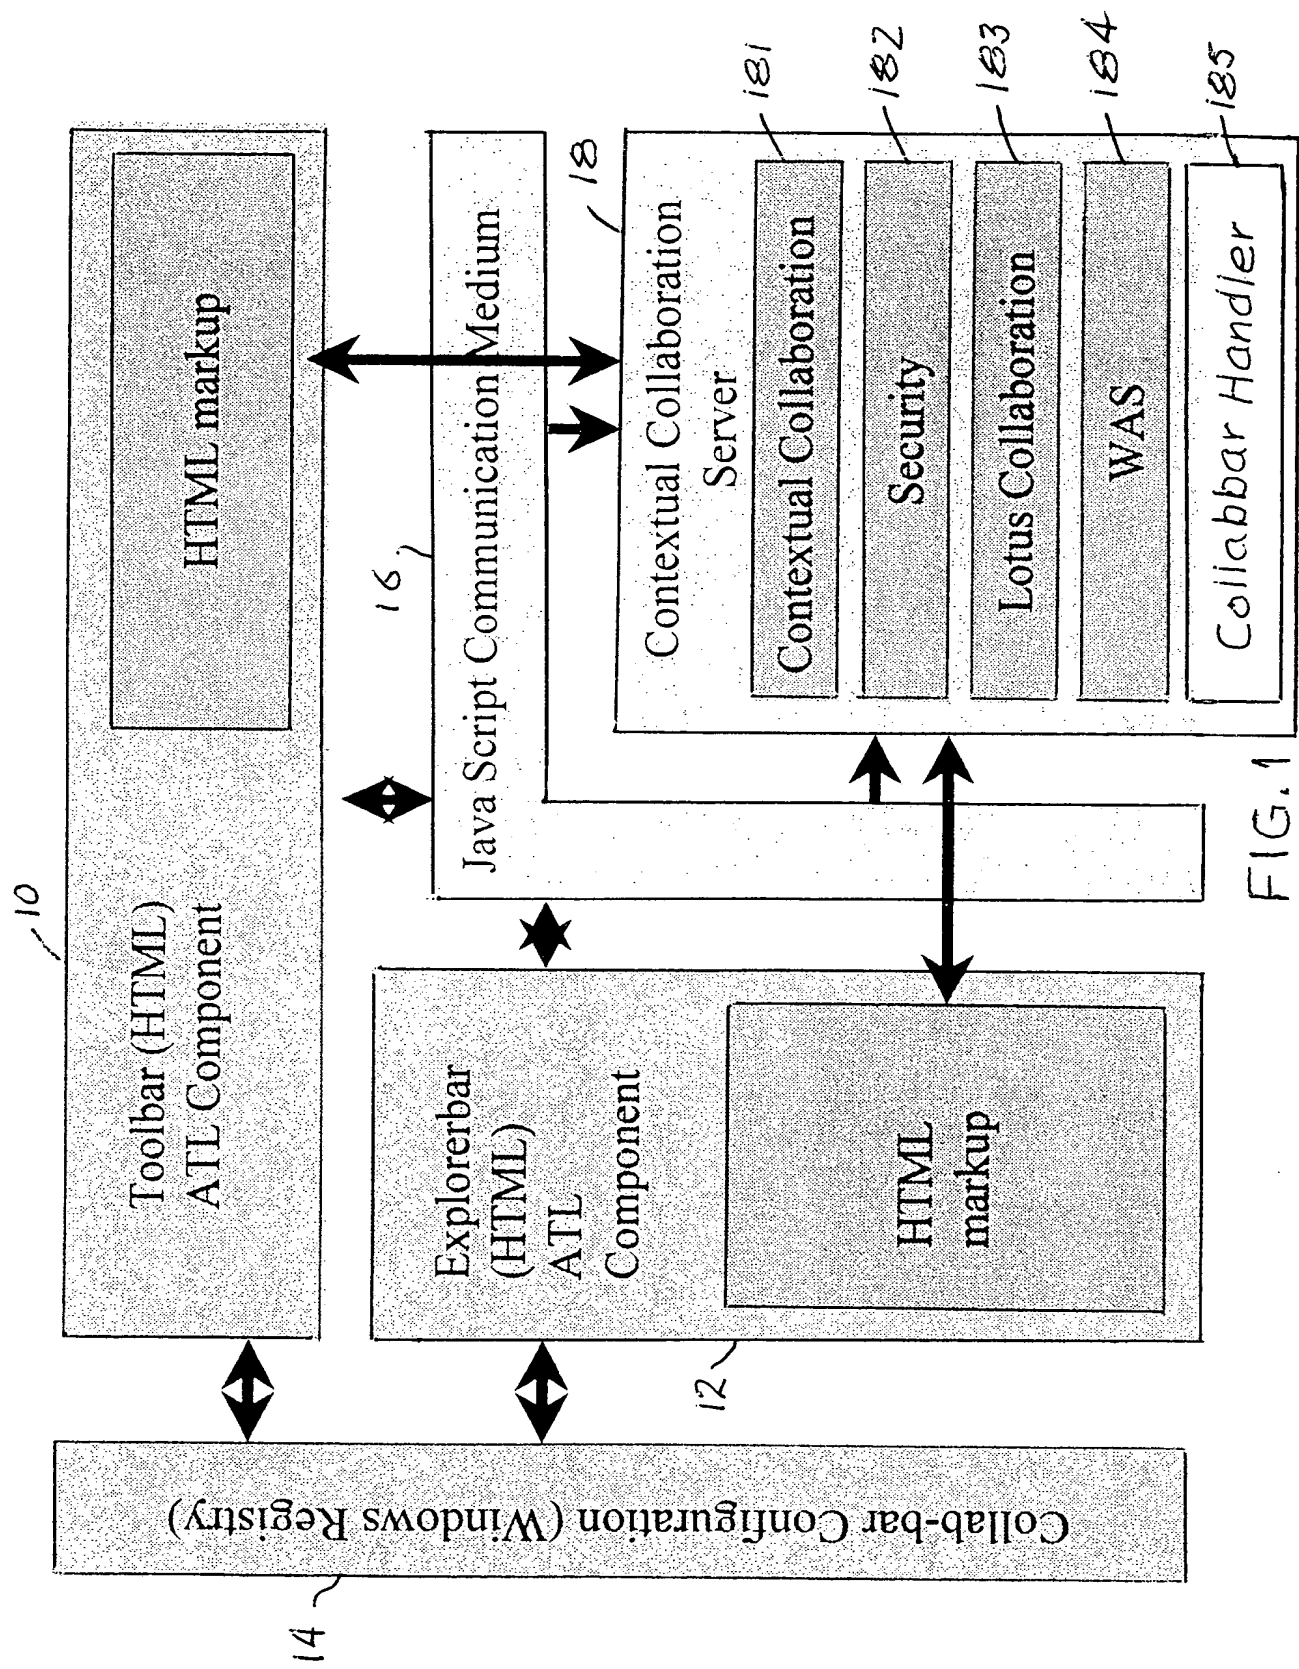 10
Toolbar (HTML)
ATL Component
HTML markup
16
Java Script Communication Medium
14
Collab-bar Configuration (Windows Registry)
Explorerbar
(HTML)
ATL
Component
HTML
markup
12
18
Contextual Collaboration
Server
Contextual Collaboration
181
Security
182
Lotus Collaboration
183
WAS
184
Collabbar Handler
185
FIG. 1